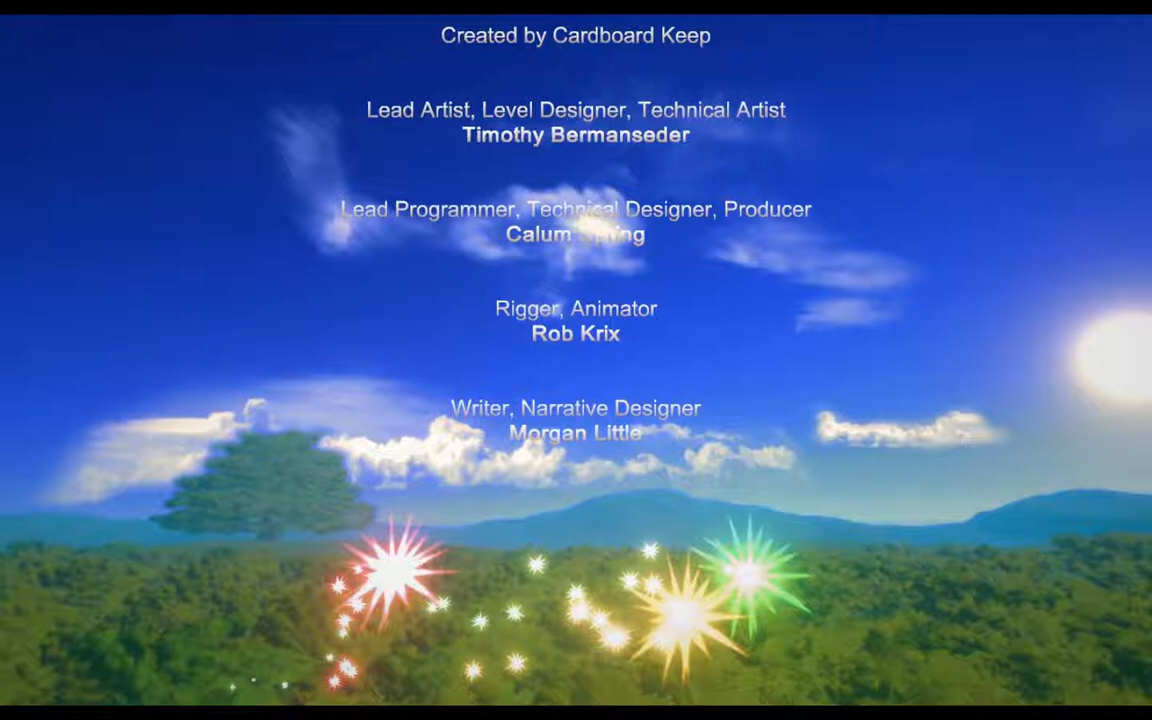 Created by Cardboard Keep
Lead Artist, Level Designer, Technical Artist
Timothy Bermanseder
Lead Programmer, Technical Designer, Producer
Calum
Rigger, Animator
Rob Krix
Writer, Narrative Designer
Morgan Little